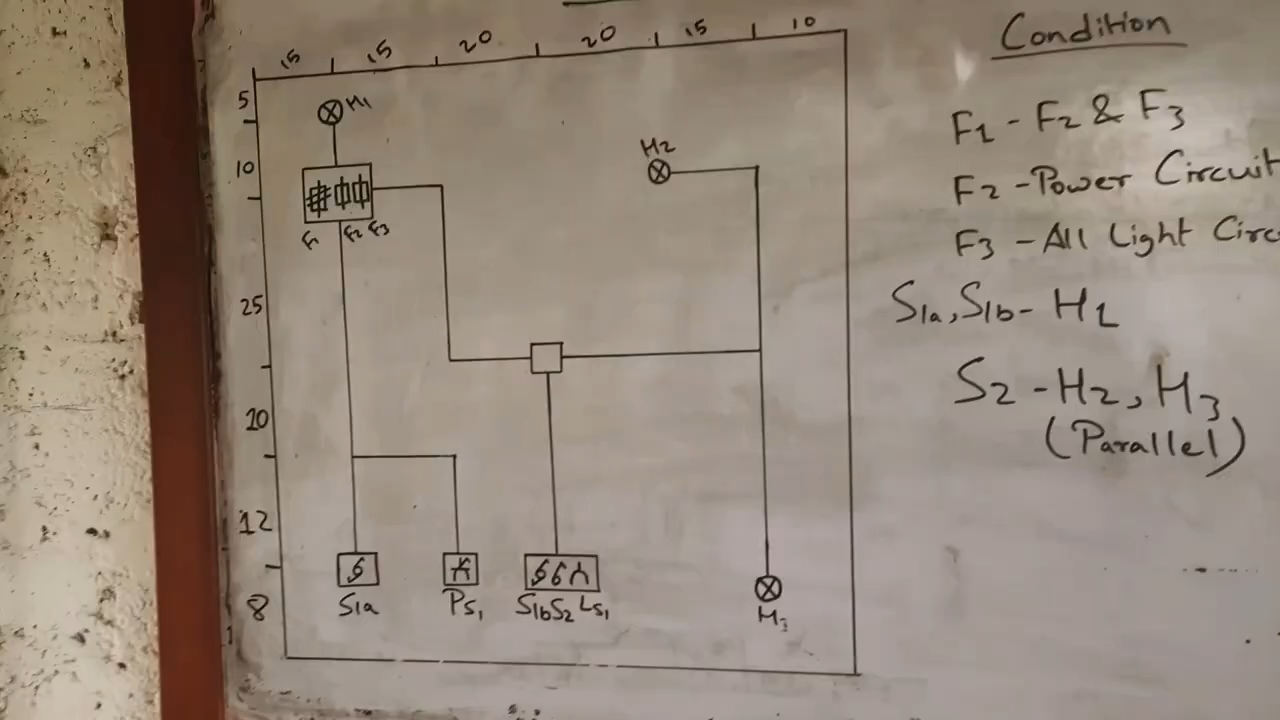 15 15 20 20 15 10
5
10
25
20
12
8
H1
F1 F2 F3
H2
S1a
Ps1
S1b S2 Ls1
H3
Condition
F1 - F2 & F3
F2 - Power Circuit
F3 - All Light Circ
S1a, S1b - H1
S2 - H2, H3
(Parallel)